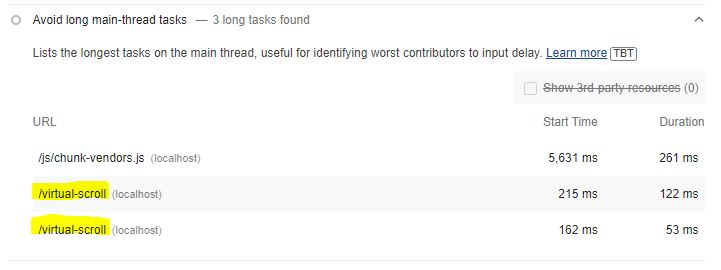 Avoid long main-thread tasks — 3 long tasks found
Lists the longest tasks on the main thread, useful for identifying worst contributors to input delay. Learn more TBT
Show 3rd-party resources (0)
URL Start Time Duration
/js/chunk-vendors.js (localhost) 5,631 ms 261 ms
/virtual-scroll (localhost) 215 ms 122 ms
/virtual-scroll (localhost) 162 ms 53 ms